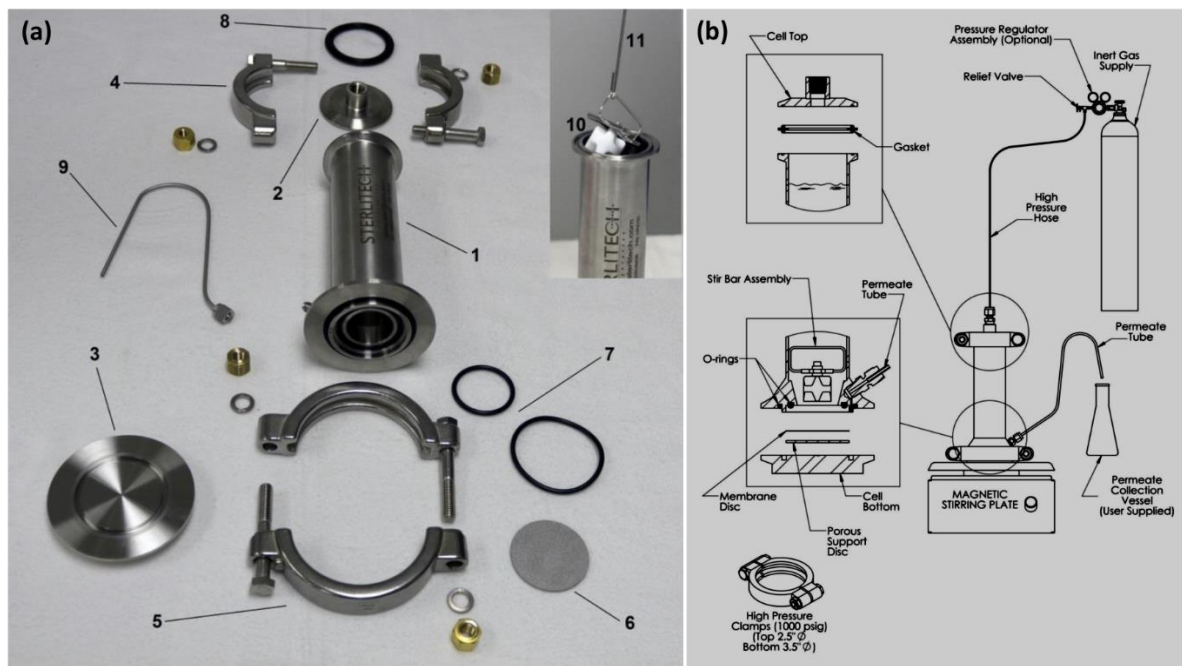 (a)
8
4
11
10
2
9
STERLITECH
1
STERLITECH
3
7
5
6
(b)
Cell Top
Pressure Regulator
Assembly (Optional)
Inert Gas
Supply
Relief Valve
Gasket
High
Pressure
Hose
Stir Bar Assembly
Permeate
Tube
O-rings
Permeate
Tube
Membrane
Disc
Cell
Bottom
Porous
Support
Disc
MAGNETIC
STIRRING PLATE
Permeate
Collection
Vessel
(User Supplied)
High Pressure
Clamps (1000 psig)
(Top 2.5" Ø
Bottom 3.5" Ø)